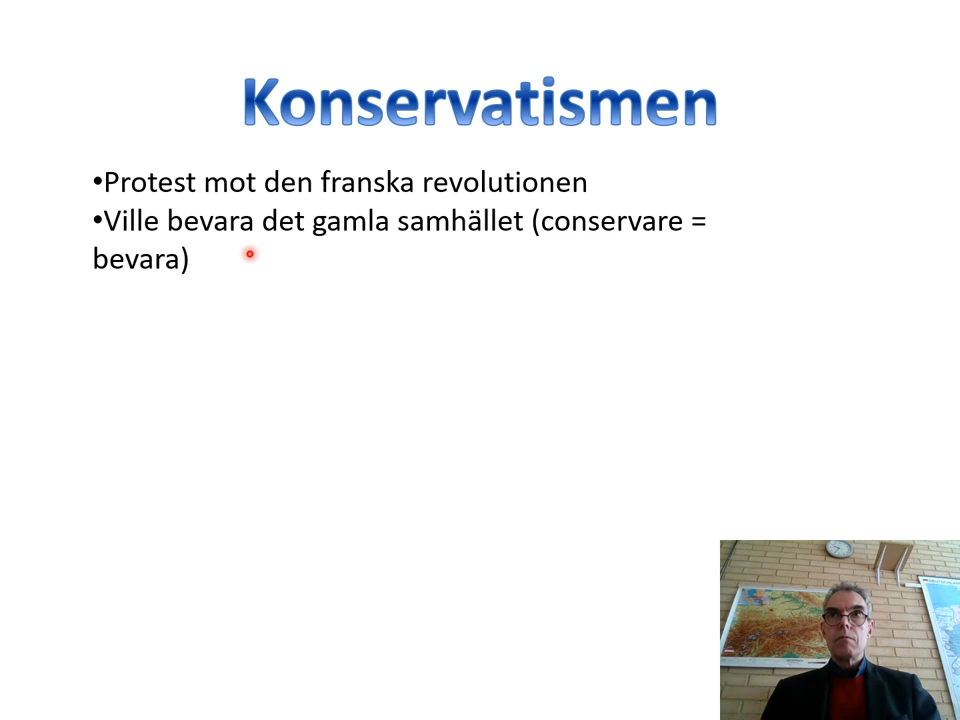 Konservatismen
•Protest mot den franska revolutionen
•Ville bevara det gamla samhället (conservare =
bevara)